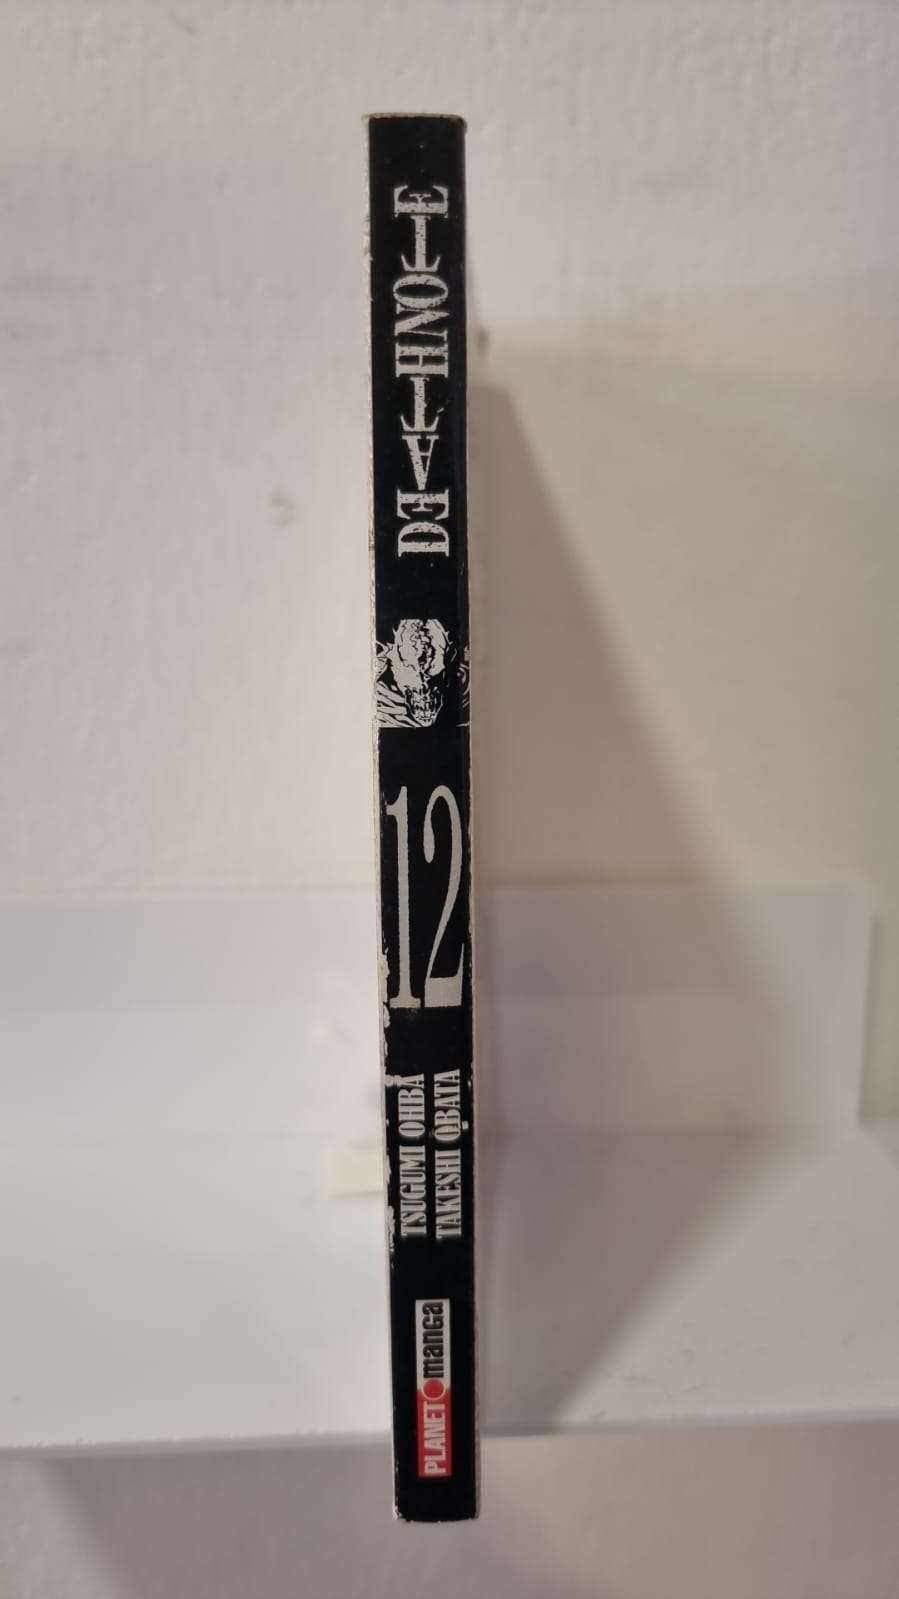 DEATH NOTE
12
TSUGUMI OHBA
TAKESHI OBATA
PLANET manga